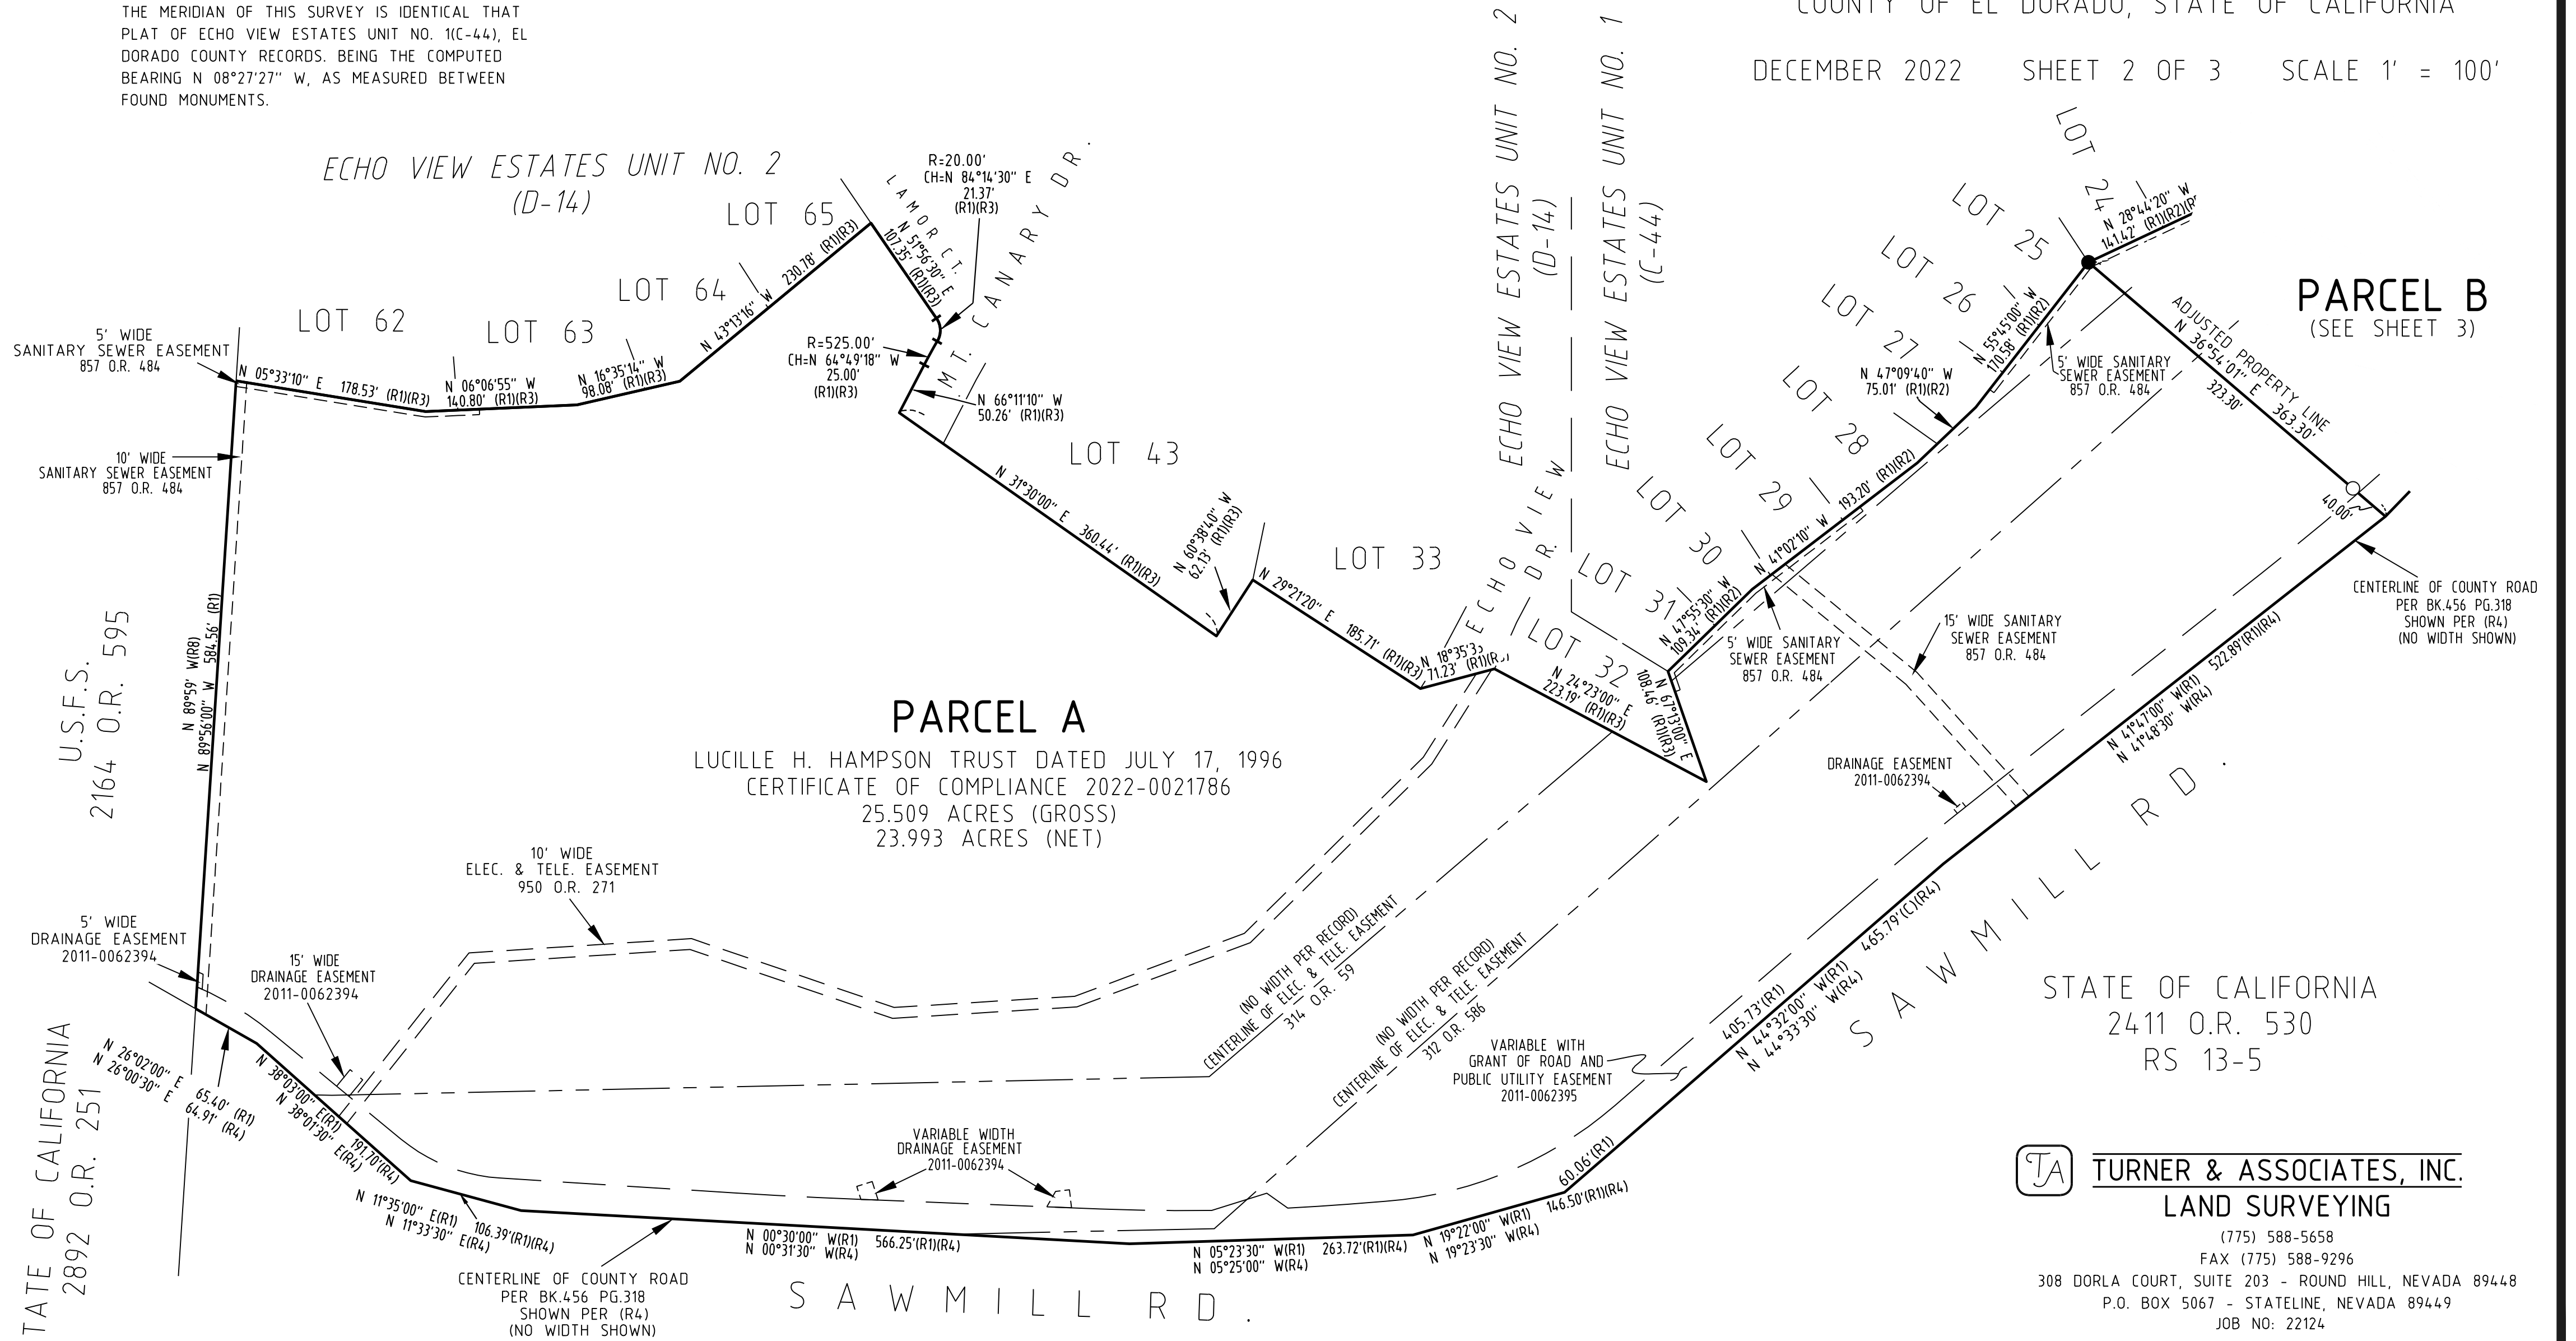 THE MERIDIAN OF THIS SURVEY IS IDENTICAL THAT
PLAT OF ECHO VIEW ESTATES UNIT NO. 1(C-44), EL
DORADO COUNTY RECORDS. BEING THE COMPUTED
BEARING N 08°27'27" W, AS MEASURED BETWEEN
FOUND MONUMENTS.
COUNTY OF EL DORADO, STATE OF CALIFORNIA
DECEMBER 2022 SHEET 2 OF 3 SCALE 1' = 100'
ECHO VIEW ESTATES UNIT NO. 2
(D-14)
LOT 62
LOT 63
LOT 64
LOT 65
5' WIDE
SANITARY SEWER EASEMENT
857 O.R. 484
N 05°33'10" E 178.53' (R1)(R3)
N 06°06'55" W
140.80' (R1)(R3)
N 16°35'14" W
98.08' (R1)(R3)
N 43°13'16" W 230.78' (R1)(R3)
LAMOR CT.
N 51°56'30" E
107.35' (R1)(R3)
R=20.00'
CH=N 84°14'30" E
21.37'
(R1)(R3)
MT. CANARY DR.
R=525.00'
CH=N 64°49'18" W
25.00'
(R1)(R3)
N 66°11'10" W
50.26' (R1)(R3)
LOT 43
N 31°30'00" E 360.44' (R1)(R3)
N 60°38'40" W
62.13' (R1)(R3)
LOT 33
N 29°21'20" E 185.71' (R1)(R3)
N 18°35'3
71.23' (R1)(R
ECHO VIEW
DR.
ECHO VIEW ESTATES UNIT NO. 2
(D-14)
ECHO VIEW ESTATES UNIT NO. 1
(C-44)
LOT 24
LOT 25
LOT 26
LOT 27
LOT 28
LOT 29
LOT 30
LOT 31
LOT 32
N 28°44'20" W
141.42' (R1)(R2)(R
N 55°45'00" W
170.58' (R1)(R2)
N 47°09'40" W
75.01' (R1)(R2)
N 41°02'10" W 193.20' (R1)(R2)
N 47°55'30" W
109.34' (R1)(R2)
N 67°13'00" E
108.46' (R1)(R3)
N 24°23'00" E
223.19' (R1)(R3)
5' WIDE SANITARY
SEWER EASEMENT
857 O.R. 484
PARCEL B
(SEE SHEET 3)
ADJUSTED PROPERTY LINE
N 36°54'01" E 363.30'
323.30'
40.00'
CENTERLINE OF COUNTY ROAD
PER BK.456 PG.318
SHOWN PER (R4)
(NO WIDTH SHOWN)
5' WIDE SANITARY
SEWER EASEMENT
857 O.R. 484
15' WIDE SANITARY
SEWER EASEMENT
857 O.R. 484
DRAINAGE EASEMENT
2011-0062394
522.89'(R1)(R4)
N 41°47'00" W(R1)
N 41°48'30" W(R4)
SAWMILL RD.
10' WIDE
SANITARY SEWER EASEMENT
857 O.R. 484
U.S.F.S.
2164 O.R. 595
N 89°59' W(R8)
N 89°56'00" W 584.56' (R1)
PARCEL A
LUCILLE H. HAMPSON TRUST DATED JULY 17, 1996
CERTIFICATE OF COMPLIANCE 2022-0021786
25.509 ACRES (GROSS)
23.993 ACRES (NET)
10' WIDE
ELEC. & TELE. EASEMENT
950 O.R. 271
5' WIDE
DRAINAGE EASEMENT
2011-0062394
15' WIDE
DRAINAGE EASEMENT
2011-0062394
(NO WIDTH PER RECORD)
CENTERLINE OF ELEC. & TELE. EASEMENT
314 O.R. 59
(NO WIDTH PER RECORD)
CENTERLINE OF ELEC. & TELE. EASEMENT
312 O.R. 586
VARIABLE WITH
GRANT OF ROAD AND
PUBLIC UTILITY EASEMENT
2011-0062395
465.79'(C)(R4)
405.73'(R1)
N 44°32'00" W(R1)
N 44°33'30" W(R4)
60.06'(R1)
STATE OF CALIFORNIA
2411 O.R. 530
RS 13-5
TATE OF CALIFORNIA
2892 O.R. 251
N 26°02'00" E 65.40' (R1)
N 26°00'30" E 64.91' (R4)
N 38°03'00" E(R1) 191.70'(R4)
N 38°01'30" E(R4)
N 11°35'00" E(R1) 106.39'(R1)(R4)
N 11°33'30" E(R4)
VARIABLE WIDTH
DRAINAGE EASEMENT
2011-0062394
N 00°30'00" W(R1) 566.25'(R1)(R4)
N 00°31'30" W(R4)
N 05°23'30" W(R1) 263.72'(R1)(R4)
N 05°25'00" W(R4)
N 19°22'00" W(R1) 146.50'(R1)(R4)
N 19°23'30" W(R4)
CENTERLINE OF COUNTY ROAD
PER BK.456 PG.318
SHOWN PER (R4)
(NO WIDTH SHOWN)
SAWMILL RD.
TA
TURNER & ASSOCIATES, INC.
LAND SURVEYING
(775) 588-5658
FAX (775) 588-9296
308 DORLA COURT, SUITE 203 - ROUND HILL, NEVADA 89448
P.O. BOX 5067 - STATELINE, NEVADA 89449
JOB NO: 22124